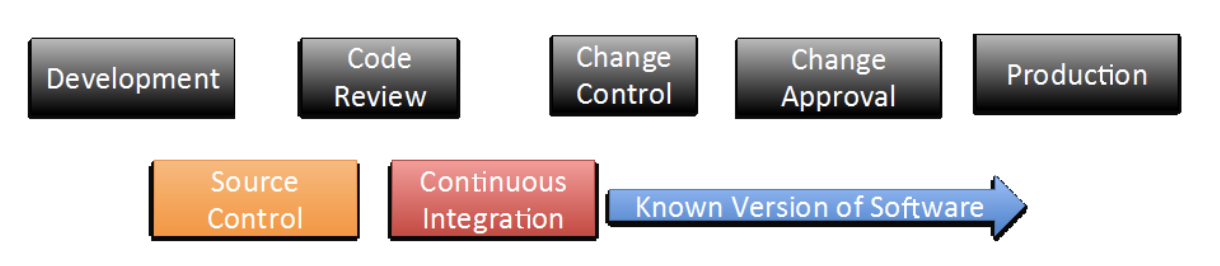 Development
Code
Review
Change
Control
Change
Approval
Production
Source
Control
Continuous
Integration
Known Version of Software